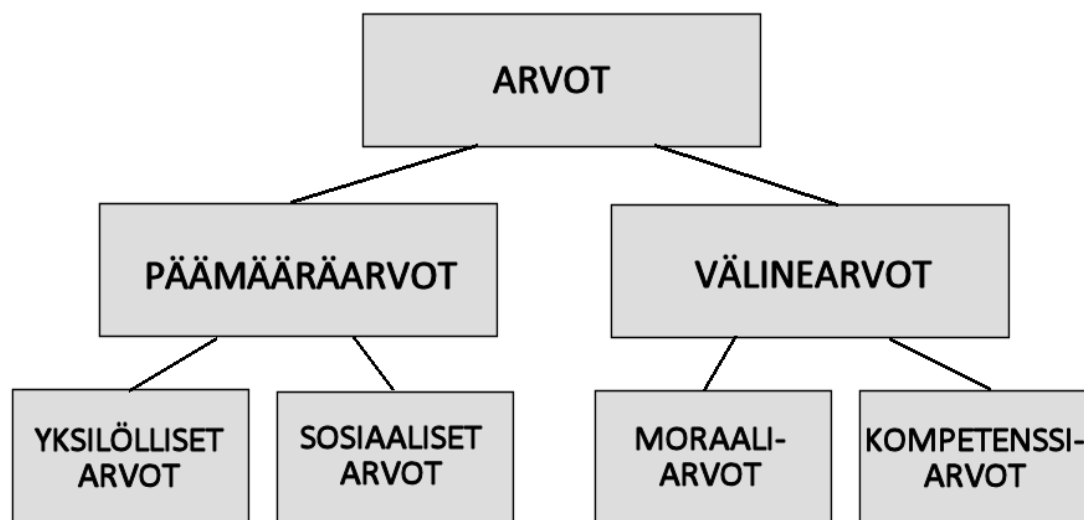 ARVOT
PÄÄMÄÄRÄARVOT
VÄLINEARVOT
YKSILÖLLISET
ARVOT
SOSIAALISET
ARVOT
MORAALI-
ARVOT
KOMPETENSSI-
ARVOT